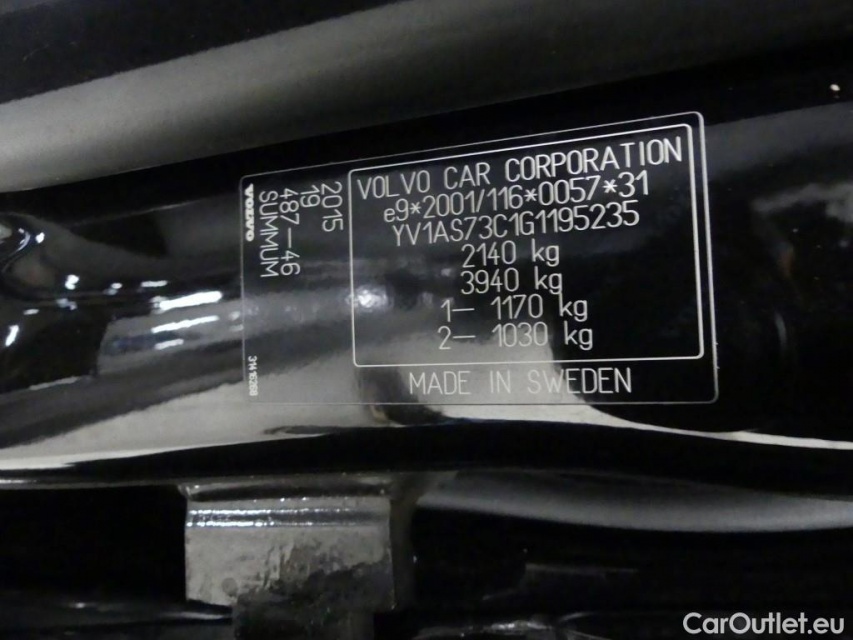 VOLVO CAR CORPORATION
e9*2001/116*0057*31
YV1AS73C1G1195235
2140 kg
3940 kg
1– 1170 kg
2– 1030 kg
MADE IN SWEDEN
2015
19
487–46
SUMMUM
VOLVO
31416268
CarOutlet.eu